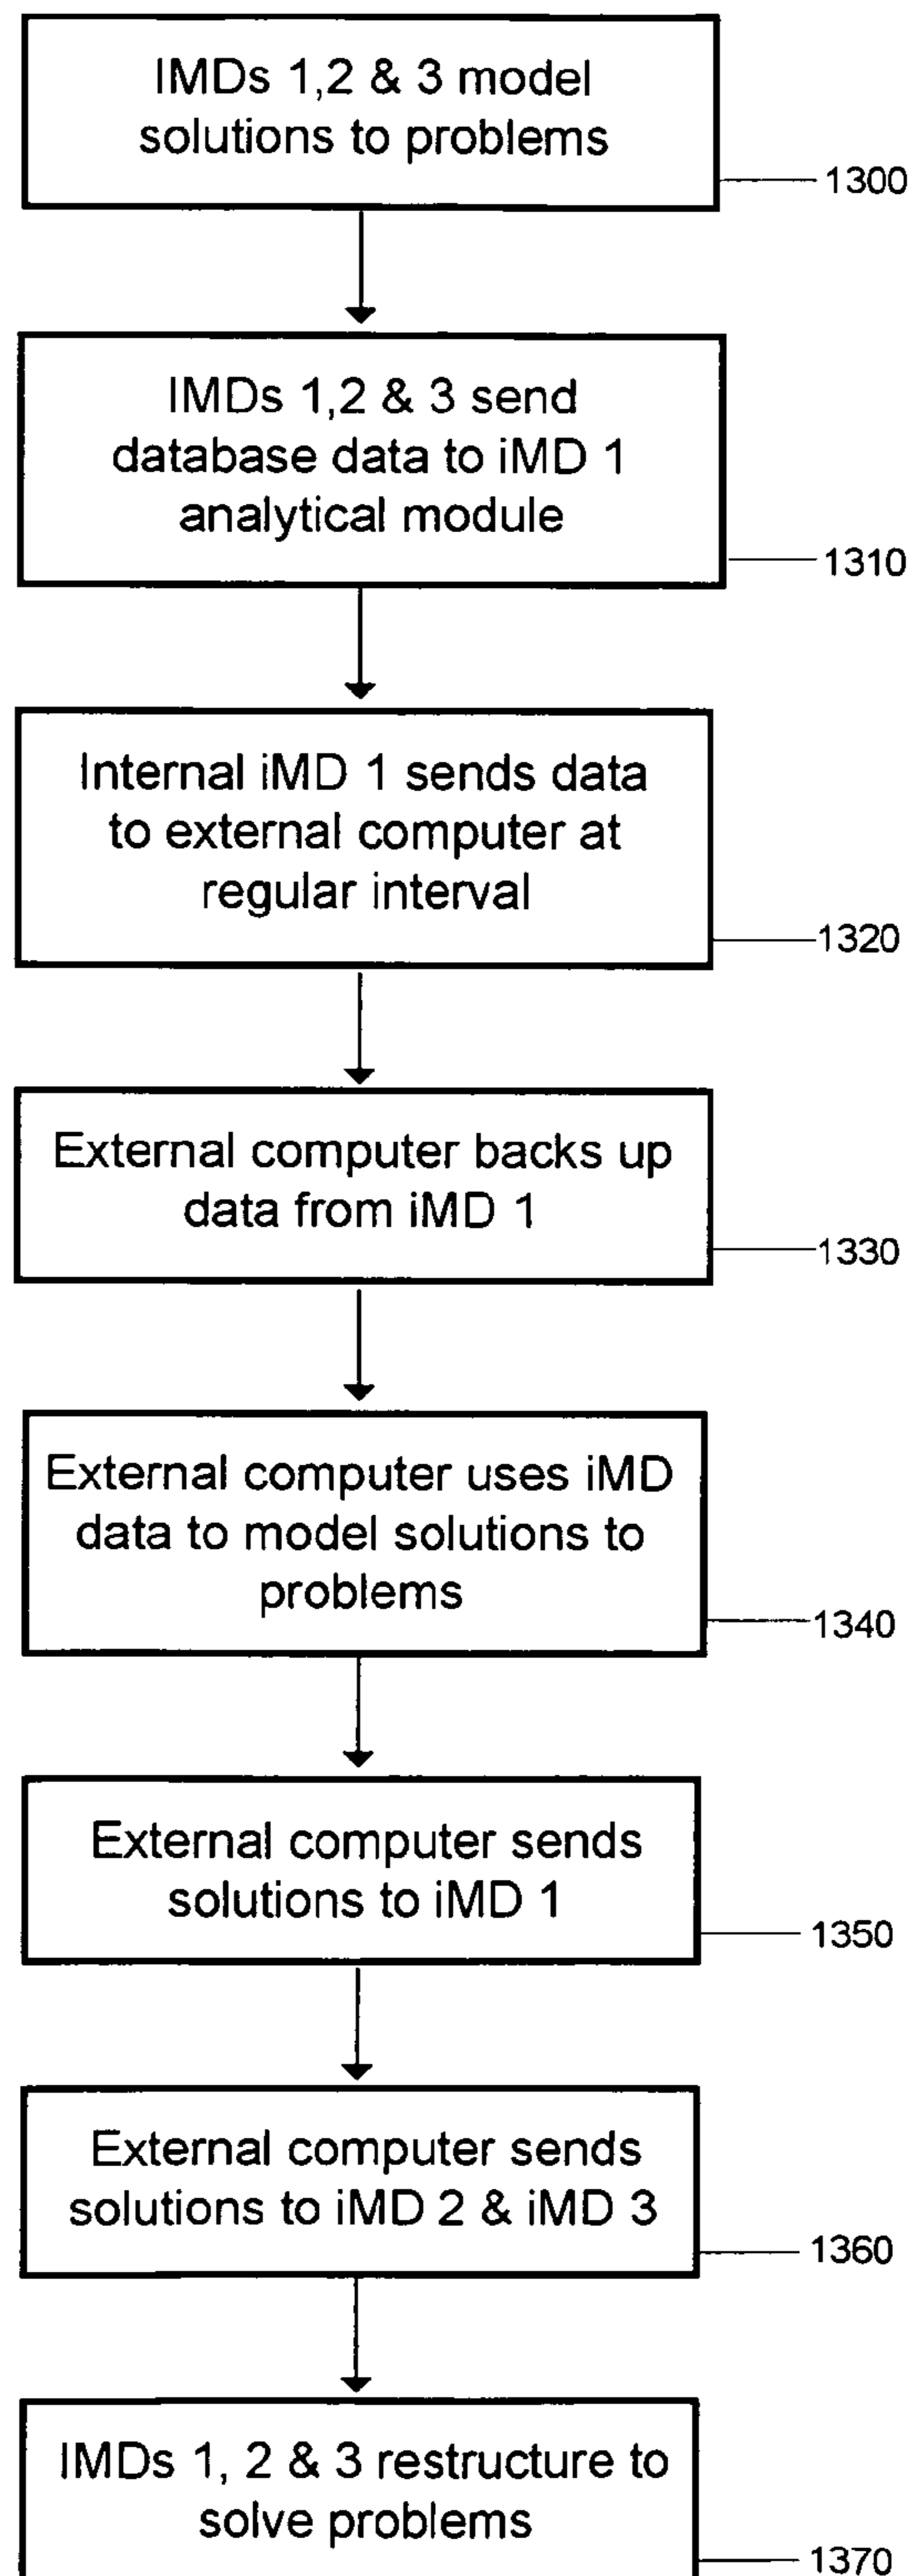 IMDs 1,2 & 3 model
solutions to problems
1300
IMDs 1,2 & 3 send
database data to iMD 1
analytical module
1310
Internal iMD 1 sends data
to external computer at
regular interval
1320
External computer backs up
data from iMD 1
1330
External computer uses iMD
data to model solutions to
problems
1340
External computer sends
solutions to iMD 1
1350
External computer sends
solutions to iMD 2 & iMD 3
1360
IMDs 1, 2 & 3 restructure to
solve problems
1370